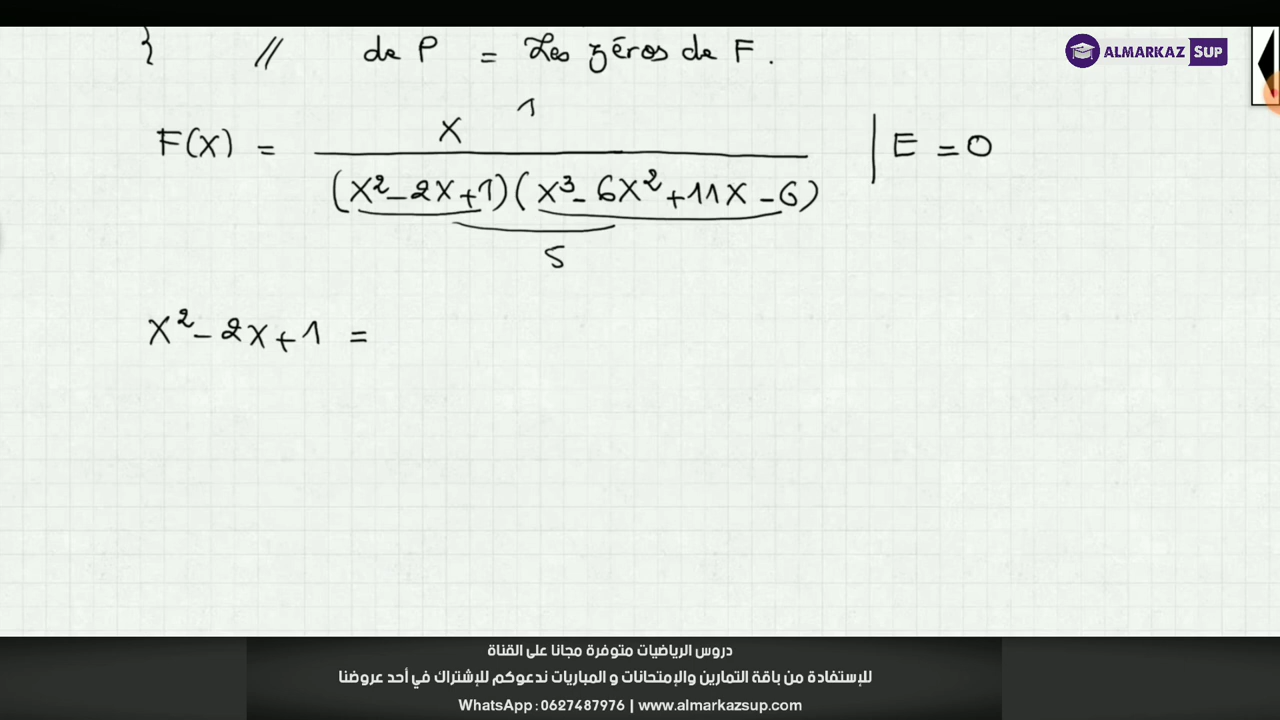 } // de P = Les zéros de F.
ALMARKAZ SUP
1
F(X) = X / (X² - 2X + 1)(X³ - 6X² + 11X - 6) | E = 0
5
X² - 2X + 1 =
دروس الرياضيات متوفرة مجانا على القناة
للإستفادة من باقة التمارين والإمتحانات و المباريات ندعوكم للإشتراك في أحد عروضنا
WhatsApp : 0627487976 | www.almarkazsup.com